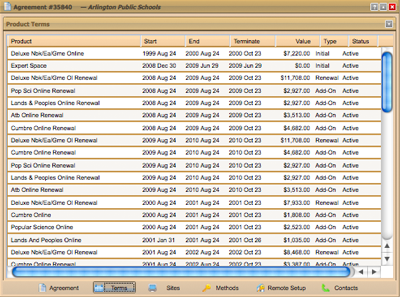 Agreement #35840 — Arlington Public Schools
Product Terms
Product Start End Terminate Value Type Status
Deluxe Nbk/Ea/Gme Online 1999 Aug 24 2000 Aug 24 2000 Oct 23 $7,220.00 Initial Active
Expert Space 2008 Dec 30 2009 Jun 29 2009 Jun 29 $0.00 Initial Active
Deluxe Nbk/Ea/Gme Ol Renewal 2008 Aug 24 2009 Aug 24 2009 Oct 23 $11,708.00 Renewal Active
Pop Sci Online Renewal 2008 Aug 24 2009 Aug 24 2009 Oct 23 $2,927.00 Add-On Active
Lands & Peoples Online Renewal 2008 Aug 24 2009 Aug 24 2009 Oct 23 $2,927.00 Add-On Active
Atb Online Renewal 2008 Aug 24 2009 Aug 24 2009 Oct 23 $3,513.00 Add-On Active
Cumbre Online Renewal 2008 Aug 24 2009 Aug 24 2009 Oct 23 $4,682.00 Add-On Active
Deluxe Nbk/Ea/Gme Ol Renewal 2009 Aug 24 2010 Aug 24 2010 Oct 23 $11,708.00 Renewal Active
Cumbre Online Renewal 2009 Aug 24 2010 Aug 24 2010 Oct 23 $4,682.00 Add-On Active
Pop Sci Online Renewal 2009 Aug 24 2010 Aug 24 2010 Oct 23 $2,927.00 Add-On Active
Lands & Peoples Online Renewal 2009 Aug 24 2010 Aug 24 2010 Oct 23 $2,927.00 Add-On Active
Atb Online Renewal 2009 Aug 24 2010 Aug 24 2010 Oct 23 $3,513.00 Add-On Active
Deluxe Nbk/Ea/Gme Ol Renewal 2000 Aug 24 2001 Aug 24 2001 Oct 23 $7,933.00 Renewal Active
Cumbre Online 2000 Aug 24 2001 Aug 24 2001 Oct 23 $1,808.00 Add-On Active
Popular Science Online 2000 Aug 24 2001 Aug 24 2001 Oct 23 $2,523.00 Add-On Active
Lands And Peoples Online 2001 Jan 31 2001 Aug 24 2001 Oct 26 $1,035.00 Add-On Active
Deluxe Nbk/Ea/Gme Ol Renewal 2001 Aug 24 2002 Aug 24 2002 Oct 23 $8,468.00 Renewal Active
Cumbre Online Renewal 2001 Aug 24 2002 Aug 24 2002 Oct 23 $3,387.00 Add-On Active
Agreement Terms Sites Methods Remote Setup Contacts